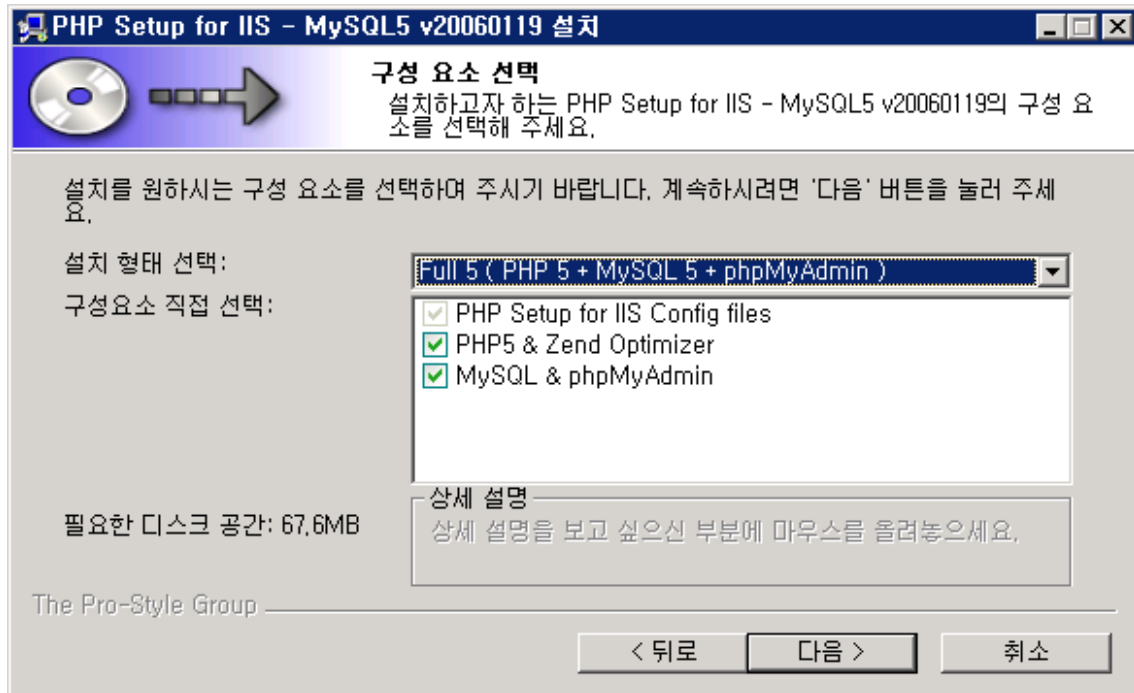 PHP Setup for IIS - MySQL5 v20060119 설치
구성 요소 선택
설치하고자 하는 PHP Setup for IIS - MySQL5 v20060119의 구성 요
소를 선택해 주세요.
설치를 원하시는 구성 요소를 선택하며 주시기 바랍니다. 계속하시려면 '다음' 버튼을 눌러 주세
요.
설치 형태 선택:
Full 5 ( PHP 5 + MySQL 5 + phpMyAdmin )
구성요소 직접 선택:
PHP Setup for IIS Config files
PHP5 & Zend Optimizer
MySQL & phpMyAdmin
필요한 디스크 공간: 67.6MB
상세 설명
상세 설명을 보고 싶으신 부분에 마우스를 올려놓으세요.
The Pro-Style Group
< 뒤로
다음 >
취소